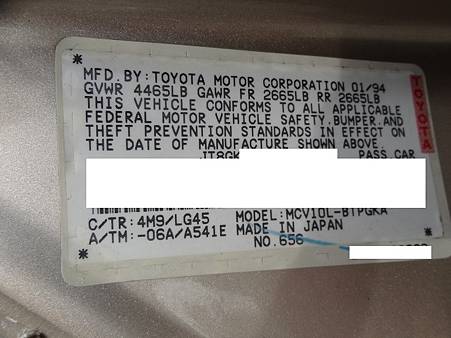 MFD.BY:TOYOTA MOTOR CORPORATION 01/94
GVWR 4465LB GAWR FR 2665LB RR 2665LB
THIS VEHICLE CONFORMS TO ALL APPLICABLE
FEDERAL MOTOR VEHICLE SAFETY.BUMPER.AND
THEFT PREVENTION STANDARDS IN EFFECT ON
THE DATE OF MANUFACTURE SHOWN ABOVE.
JT8GK PASS.CAR
C/TR: 4M9/LG45 MODEL:MCV10L-BTPGKA
A/TM: -06A/A541E MADE IN JAPAN
NO.656
TOYOTA